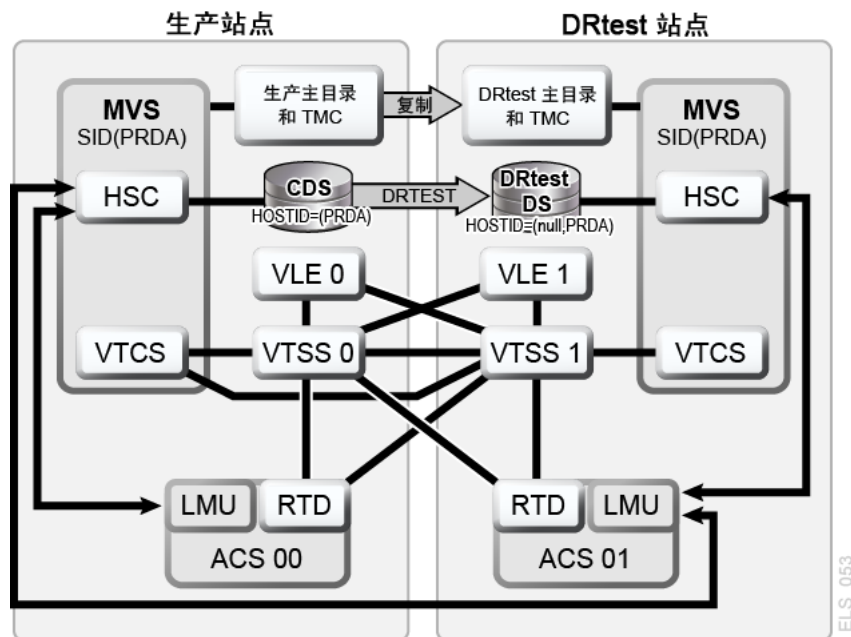 生产站点
DRtest 站点
MVS
SID(PRDA)
生产主目录
和 TMC
复制
DRtest 主目录
和 TMC
MVS
SID(PRDA)
HSC
CDS
HOSTID=(PRDA)
DRTEST
DRtest
DS
HOSTID=(null,PRDA)
HSC
VLE 0
VLE 1
VTCS
VTSS 0
VTSS 1
VTCS
LMU
RTD
ACS 00
RTD
LMU
ACS 01
ELS_053